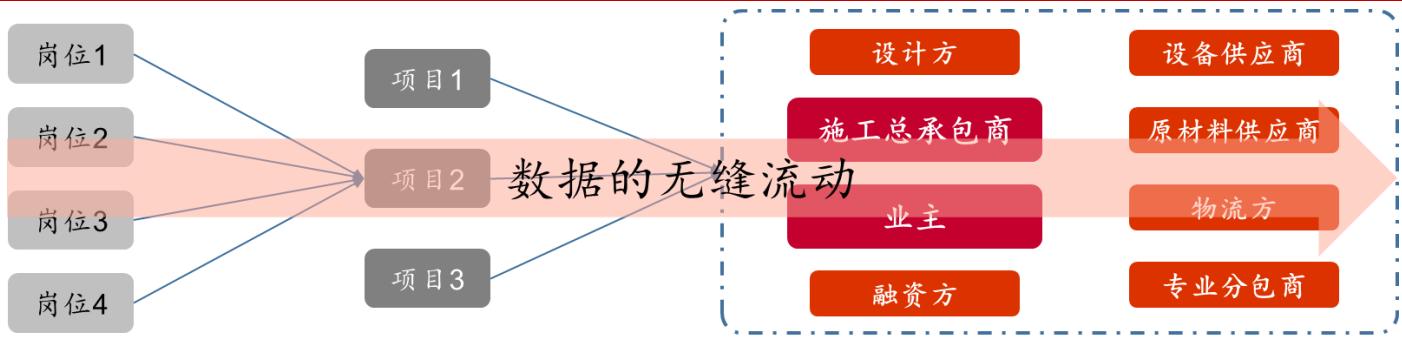 岗位1
岗位2
岗位3
岗位4
项目1
项目2
项目3
数据的无缝流动
设计方
施工总承包商
业主
融资方
设备供应商
原材料供应商
物流方
专业分包商